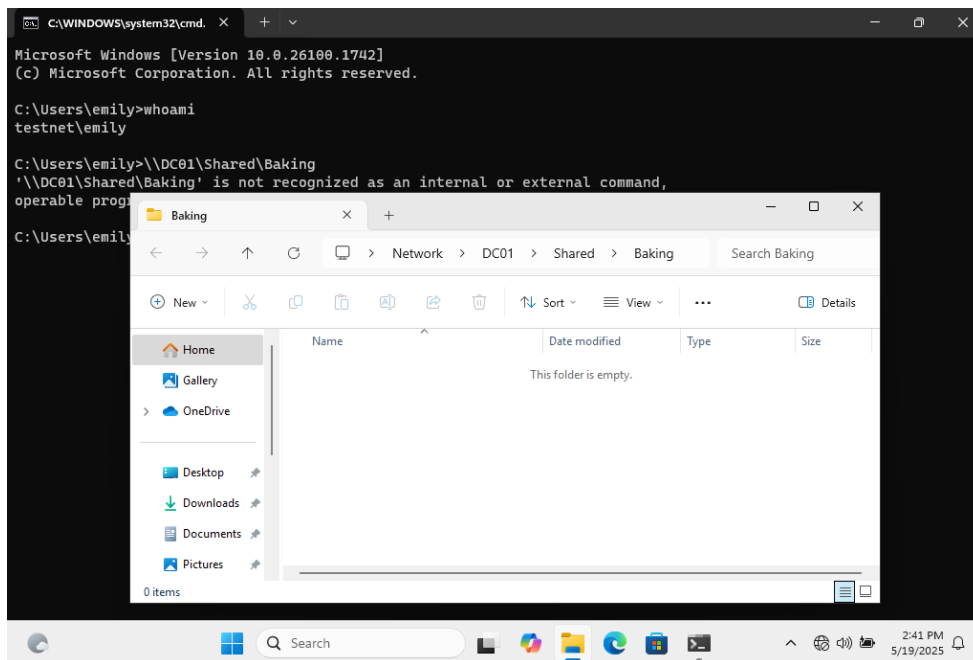 C:\WINDOWS\system32\cmd.
Microsoft Windows [Version 10.0.26100.1742]
(c) Microsoft Corporation. All rights reserved.
C:\Users\emily>whoami
testnet\emily
C:\Users\emily>\\DC01\Shared\Baking
'\\DC01\Shared\Baking' is not recognized as an internal or external command,
operable progr
C:\Users\emily
Baking
Network > DC01 > Shared > Baking
Search Baking
New
Sort
View
Details
Home
Gallery
OneDrive
Desktop
Downloads
Documents
Pictures
Name
Date modified
Type
Size
This folder is empty.
0 items
Search
2:41 PM
5/19/2025